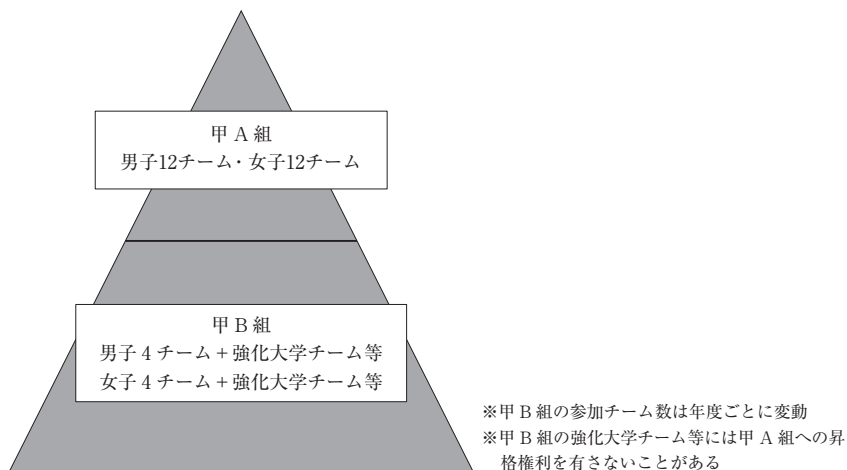 甲 A 組
男子12チーム・女子12チーム
甲 B 組
男子 4 チーム + 強化大学チーム等
女子 4 チーム + 強化大学チーム等
※甲 B 組の参加チーム数は年度ごとに変動
※甲 B 組の強化大学チーム等には甲 A 組への昇
格権利を有さないことがある